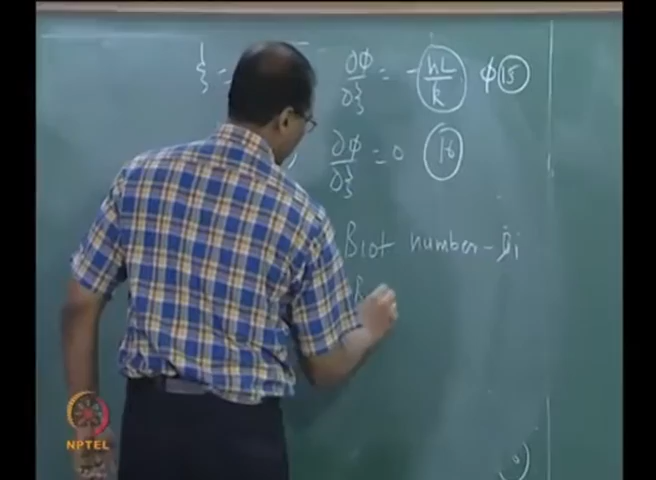 ξ = ∂φ/∂ξ = - hL/k φ 15
∂φ/∂ξ = 0 16
Biot number - Bi
B
NPTEL